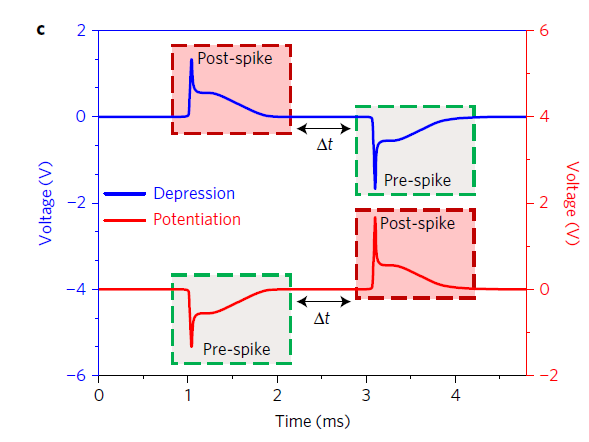 c
2
6
Post-spike
0
4
Δt
Pre-spike
Voltage (V)
Depression
Potentiation
−2
2
Voltage (V)
Post-spike
−4
0
Δt
Pre-spike
−6
−2
0
1
2
3
4
Time (ms)